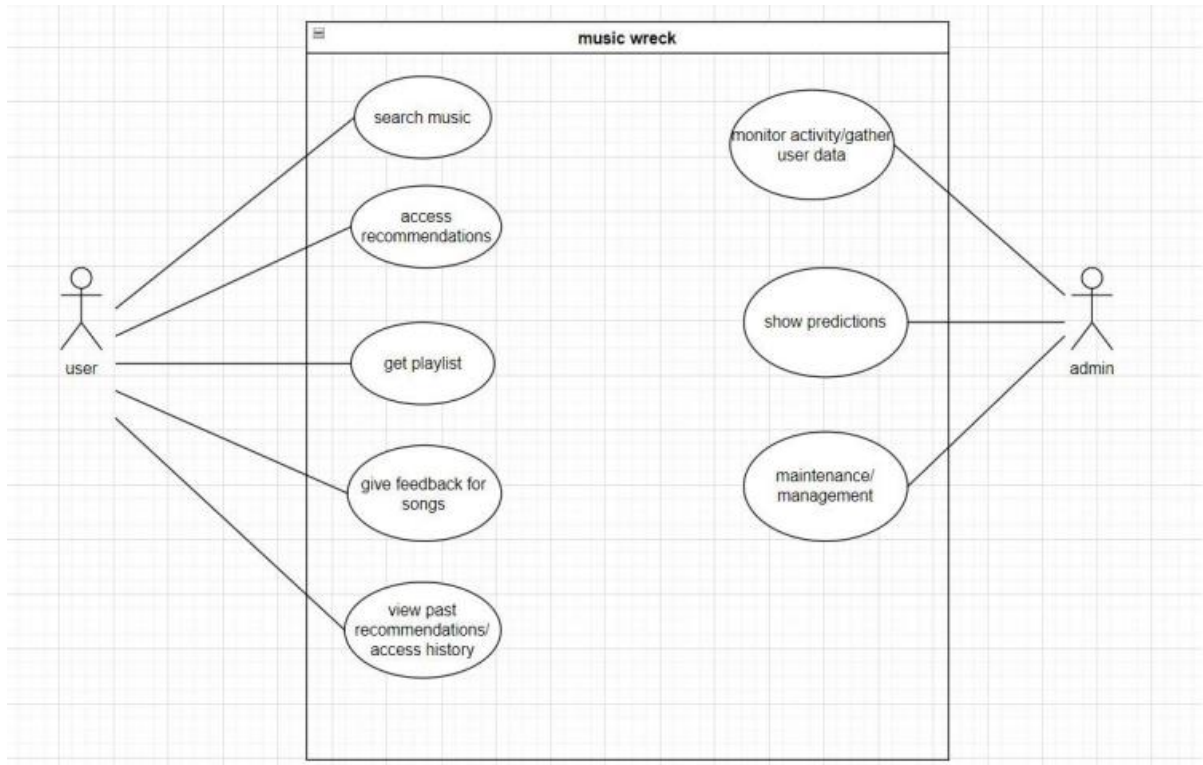 music wreck
search music
access
recommendations
get playlist
give feedback for
songs
view past
recommendations/
access history
monitor activity/gather
user data
show predictions
maintenance/
management
user
admin